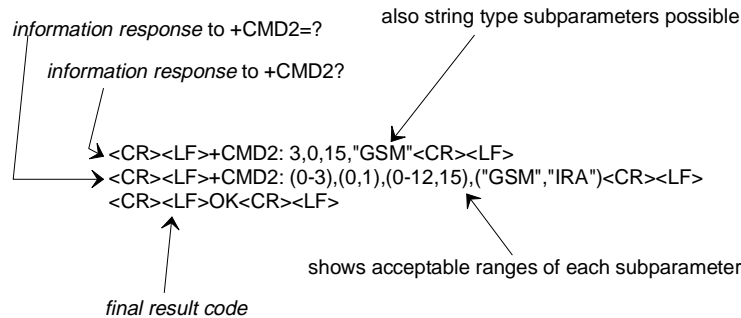 also string type subparameters possible
information response to +CMD2=?
information response to +CMD2?
<CR><LF>+CMD2: 3,0,15,"GSM"<CR><LF>
<CR><LF>+CMD2: (0-3),(0,1),(0-12,15),("GSM","IRA")<CR><LF>
<CR><LF>OK<CR><LF>
shows acceptable ranges of each subparameter
final result code